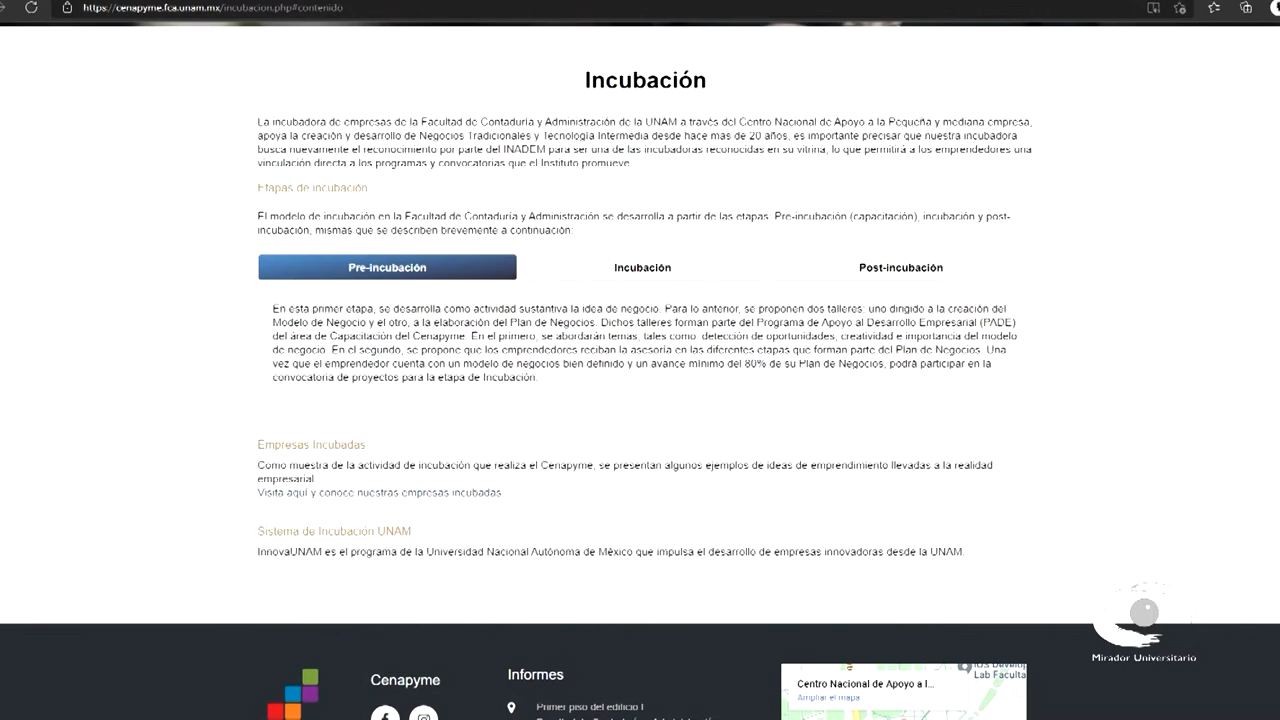 https://cenapyme.fca.unam.mx/incubacion.php#contenido
Incubación
La incubadora de empresas de la Facultad de Contaduría y Administración de la UNAM a través del Centro Nacional de Apoyo a la Pequeña y mediana empresa,
apoya la creación y desarrollo de Negocios Tradicionales y Tecnología Intermedia desde hace mas de 20 años, es importante precisar que nuestra incubadora
busca nuevamente el reconocimiento por parte del INADEM para ser una de las incubadoras reconocidas en su vitrina, lo que permitirá a los emprendedores una
vinculación directa a los programas y convocatorias que el Instituto promueve.
Etapas de incubación
El modelo de incubación en la Facultad de Contaduría y Administración se desarrolla a partir de las etapas: Pre-incubación (capacitación), incubación y post-
incubación, mismas que se describen brevemente a continuación:
Pre-incubación Incubación Post-incubación
En esta primer etapa, se desarrolla como actividad sustantiva la idea de negocio. Para lo anterior, se proponen dos talleres: uno dirigido a la creación del
Modelo de Negocio y el otro, a la elaboración del Plan de Negocios. Dichos talleres forman parte del Programa de Apoyo al Desarrollo Empresarial (PADE)
del área de Capacitación del Cenapyme. En el primero, se abordarán temas, tales como: detección de oportunidades, creatividad e importancia del modelo
de negocio. En el segundo, se propone que los emprendedores reciban la asesoría en las diferentes etapas que forman parte del Plan de Negocios. Una
vez que el emprendedor cuenta con un modelo de negocios bien definido y un avance mínimo del 80% de su Plan de Negocios, podrá participar en la
convocatoria de proyectos para la etapa de Incubación.
Empresas Incubadas
Como muestra de la actividad de incubación que realiza el Cenapyme, se presentan algunos ejemplos de ideas de emprendimiento llevadas a la realidad
empresarial.
Visita aquí y conoce nuestras empresas incubadas
Sistema de Incubación UNAM
InnovaUNAM es el programa de la Universidad Nacional Autónoma de México que impulsa el desarrollo de empresas innovadoras desde la UNAM.
Mirador Universitario
Cenapyme
Informes
Primer piso del edificio I
Centro Nacional de Apoyo a l...
Ampliar el mapa
iOS Develop
Lab Faculta